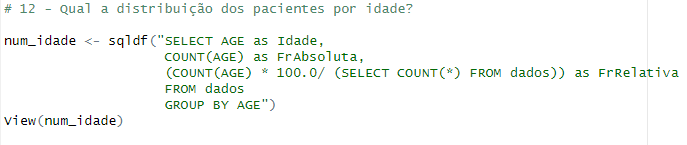 # 12 - Qual a distribuição dos pacientes por idade?
num_idade <- sqldf("SELECT AGE as Idade,
COUNT(AGE) as FrAbsoluta,
(COUNT(AGE) * 100.0/ (SELECT COUNT(*) FROM dados)) as FrRelativa
FROM dados
GROUP BY AGE")
View(num_idade)